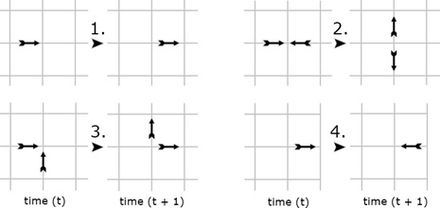 1.
2.
3.
4.
time (t)
time (t + 1)
time (t)
time (t + 1)